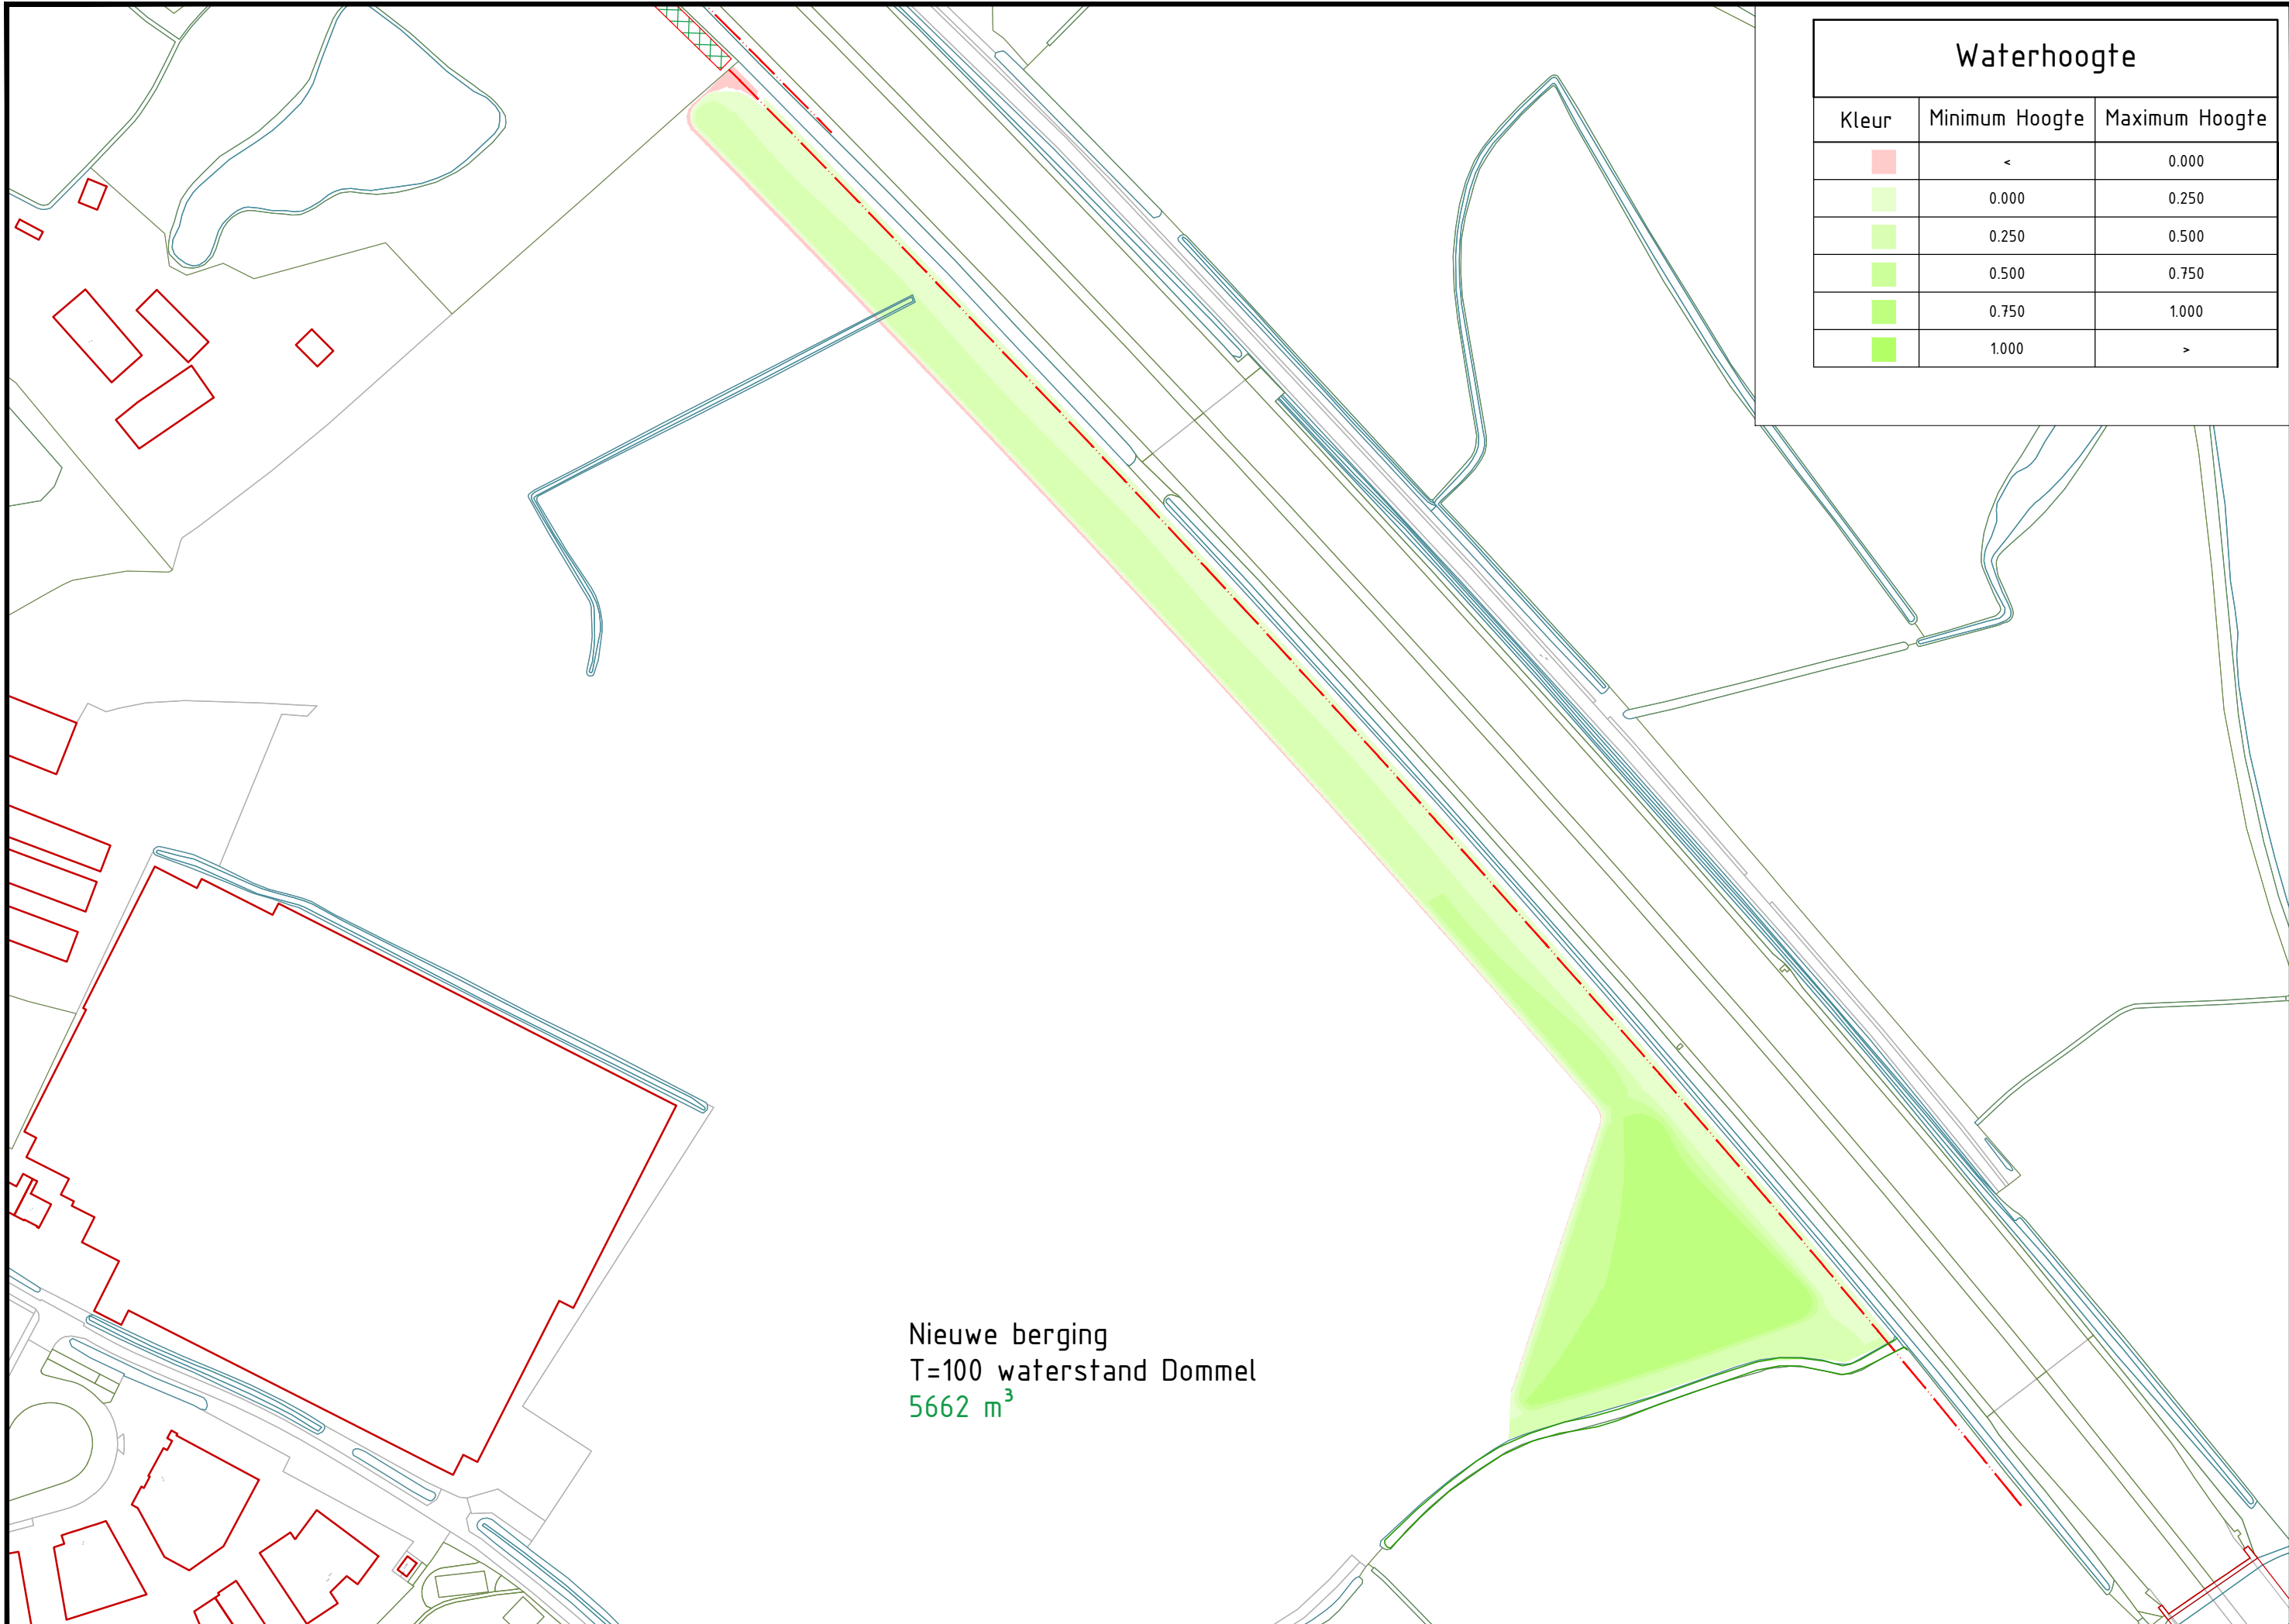 Waterhoogte
Kleur Minimum Hoogte Maximum Hoogte
< 0.000
0.000 0.250
0.250 0.500
0.500 0.750
0.750 1.000
1.000 >
Nieuwe berging
T=100 waterstand Dommel
5662 m³